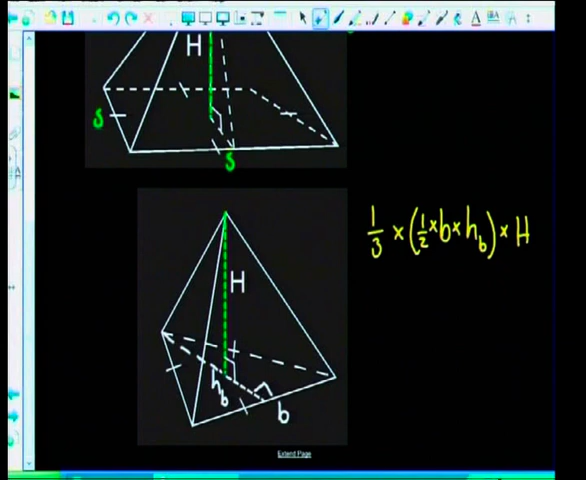 H
s
s
H
1/3 × (1/2 × b × h_b) × H
h_b
b
Extend Page